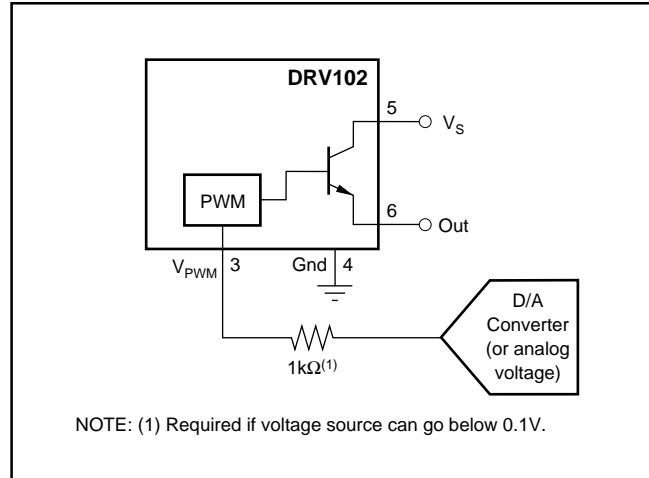 DRV102
5
V_S
PWM
6
Out
V_PWM 3
Gnd 4
D/A
Converter
(or analog
voltage)
1kΩ(1)
NOTE: (1) Required if voltage source can go below 0.1V.